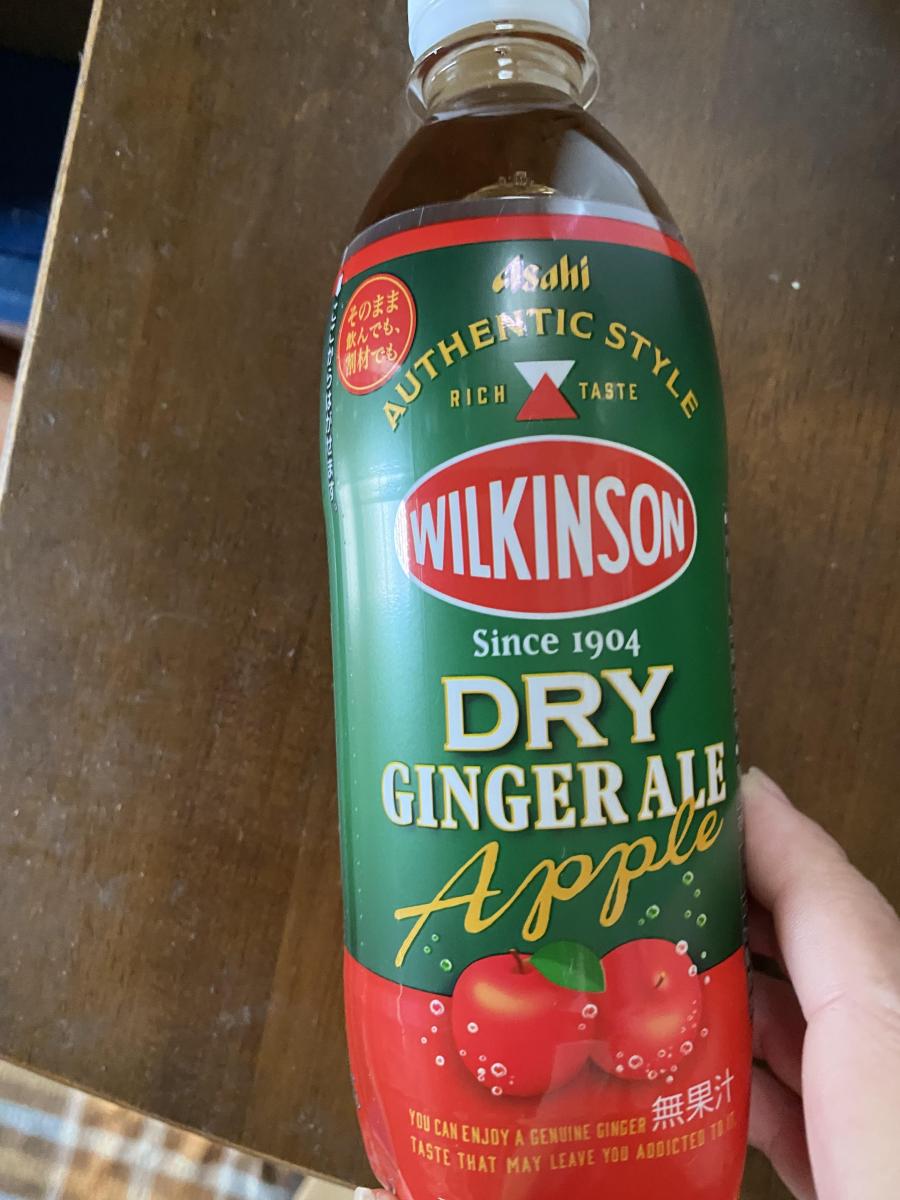 Asahi
AUTHENTIC STYLE
RICH TASTE
そのまま
飲んでも、
割材でも
WILKINSON
Since 1904
DRY
GINGER ALE
Apple
無果汁
YOU CAN ENJOY A GENUINE GINGER
TASTE THAT MAY LEAVE YOU ADDICTED TO IT.